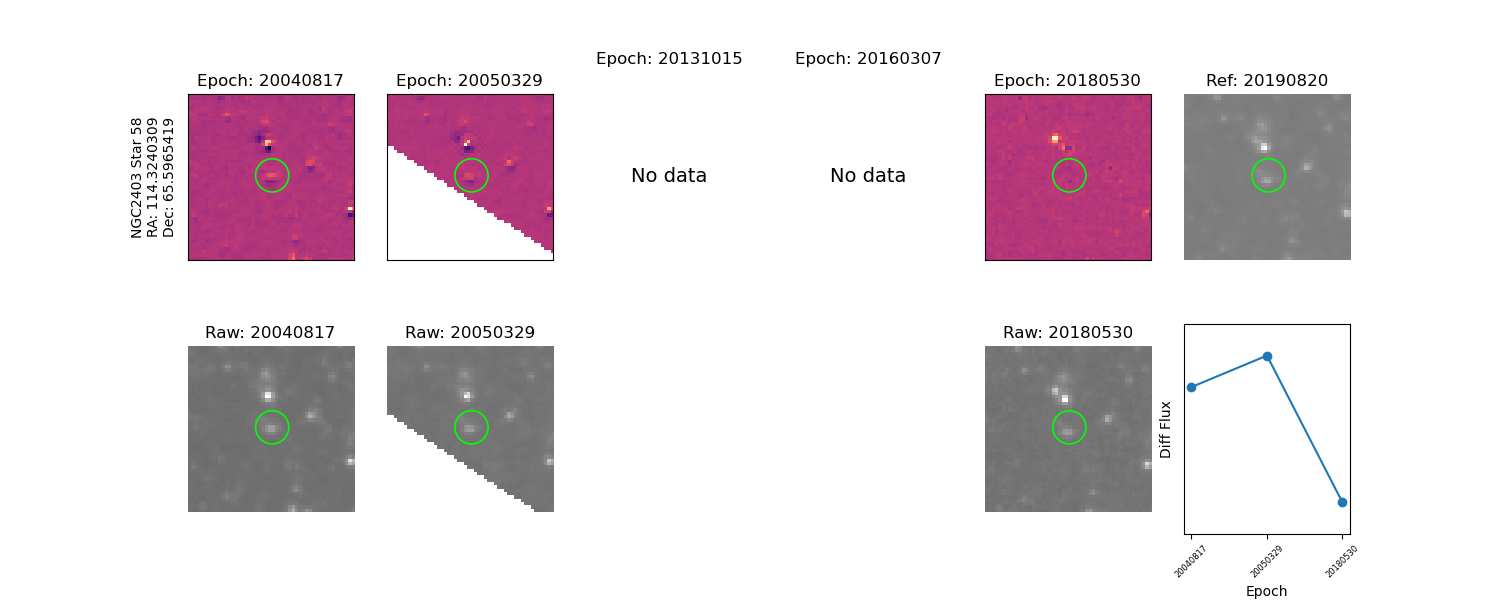 Epoch: 20131015
Epoch: 20160307
Epoch: 20040817
Epoch: 20050329
Epoch: 20180530
Ref: 20190820
NGC2403 Star 58
RA: 114.3240309
Dec: 65.5965419
No data
No data
Raw: 20040817
Raw: 20050329
Raw: 20180530
Diff Flux
20040817
20050329
20180530
Epoch